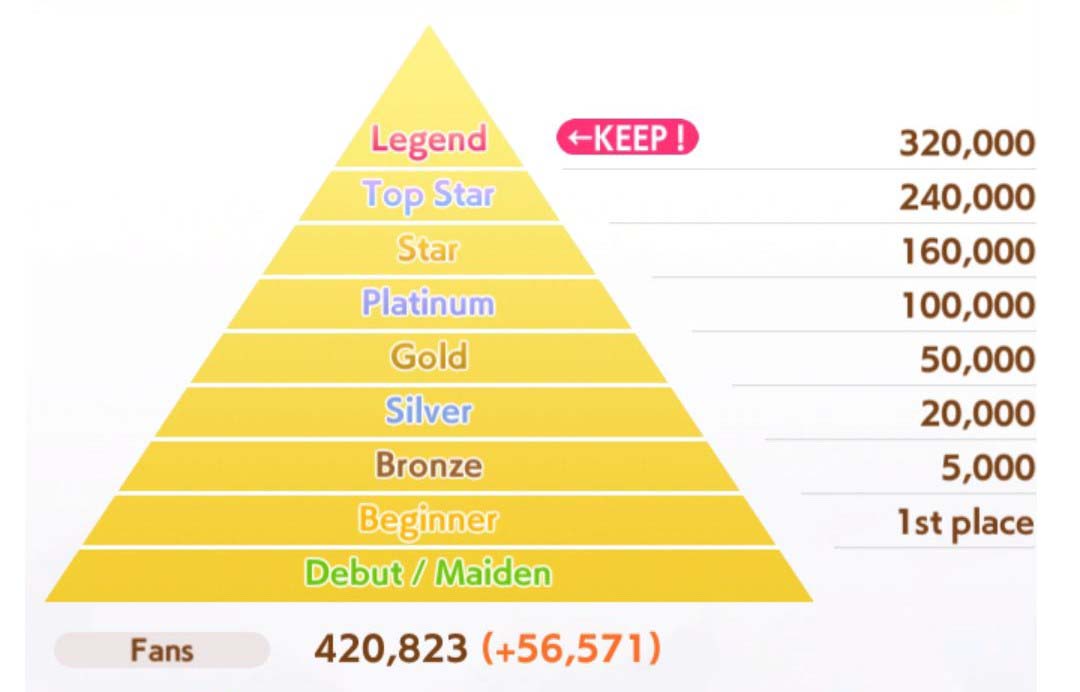 Legend ←KEEP! 320,000
Top Star 240,000
Star 160,000
Platinum 100,000
Gold 50,000
Silver 20,000
Bronze 5,000
Beginner 1st place
Debut / Maiden
Fans 420,823 (+56,571)